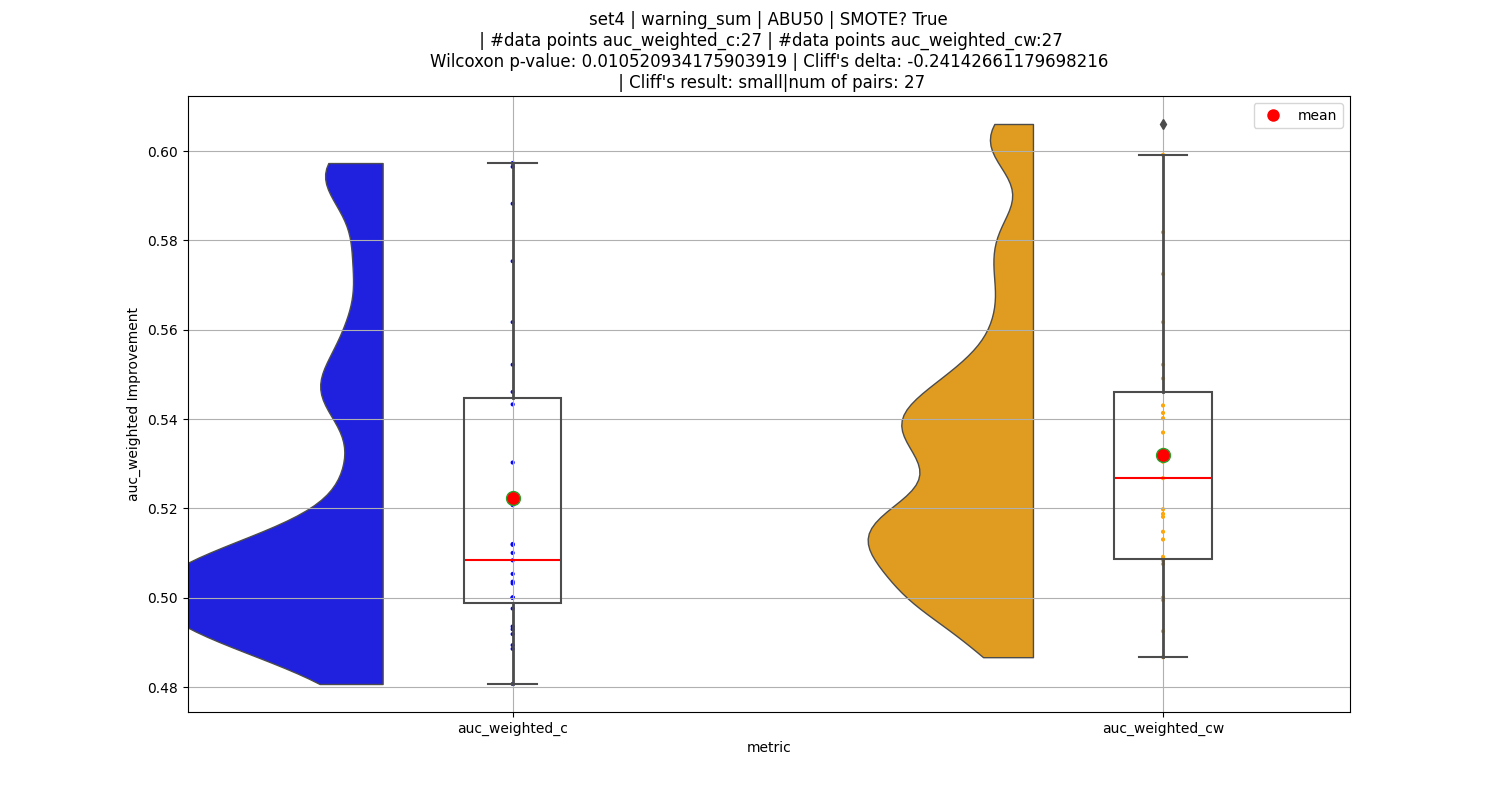 set4 | warning_sum | ABU50 | SMOTE? True
| #data points auc_weighted_c:27 | #data points auc_weighted_cw:27
Wilcoxon p-value: 0.010520934175903919 | Cliff's delta: -0.24142661179698216
| Cliff's result: small|num of pairs: 27
mean
0.60
0.58
0.56
0.54
0.52
0.50
0.48
auc_weighted Improvement
auc_weighted_c
auc_weighted_cw
metric